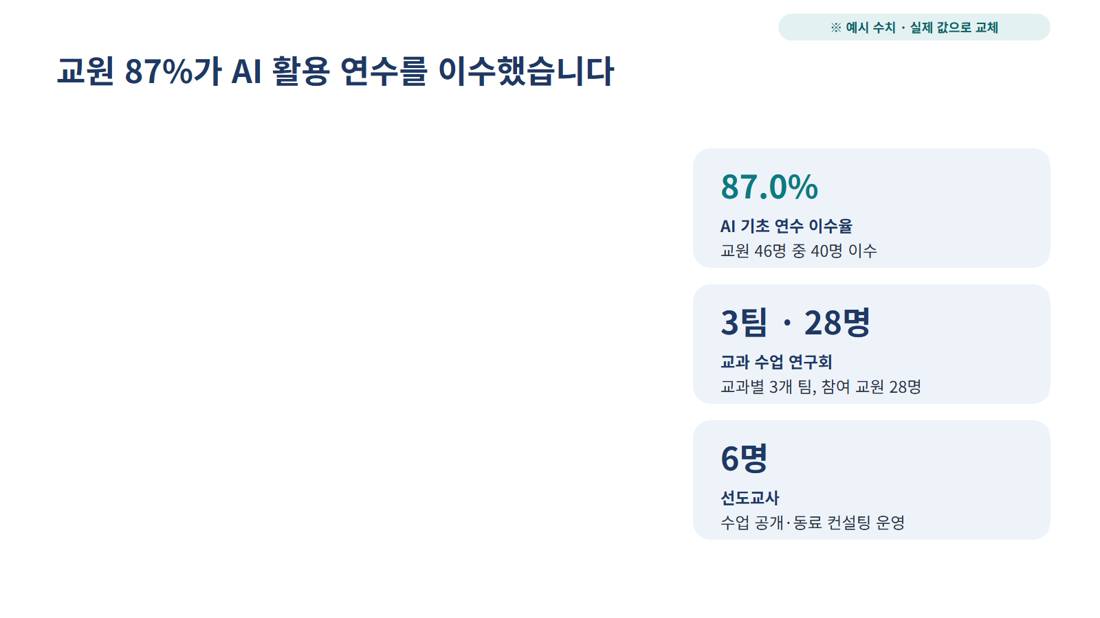 ※ 예시 수치 · 실제 값으로 교체
교원 87%가 AI 활용 연수를 이수했습니다
87.0%
AI 기초 연수 이수율
교원 46명 중 40명 이수
3팀 · 28명
교과 수업 연구회
교과별 3개 팀, 참여 교원 28명
6명
선도교사
수업 공개·동료 컨설팅 운영